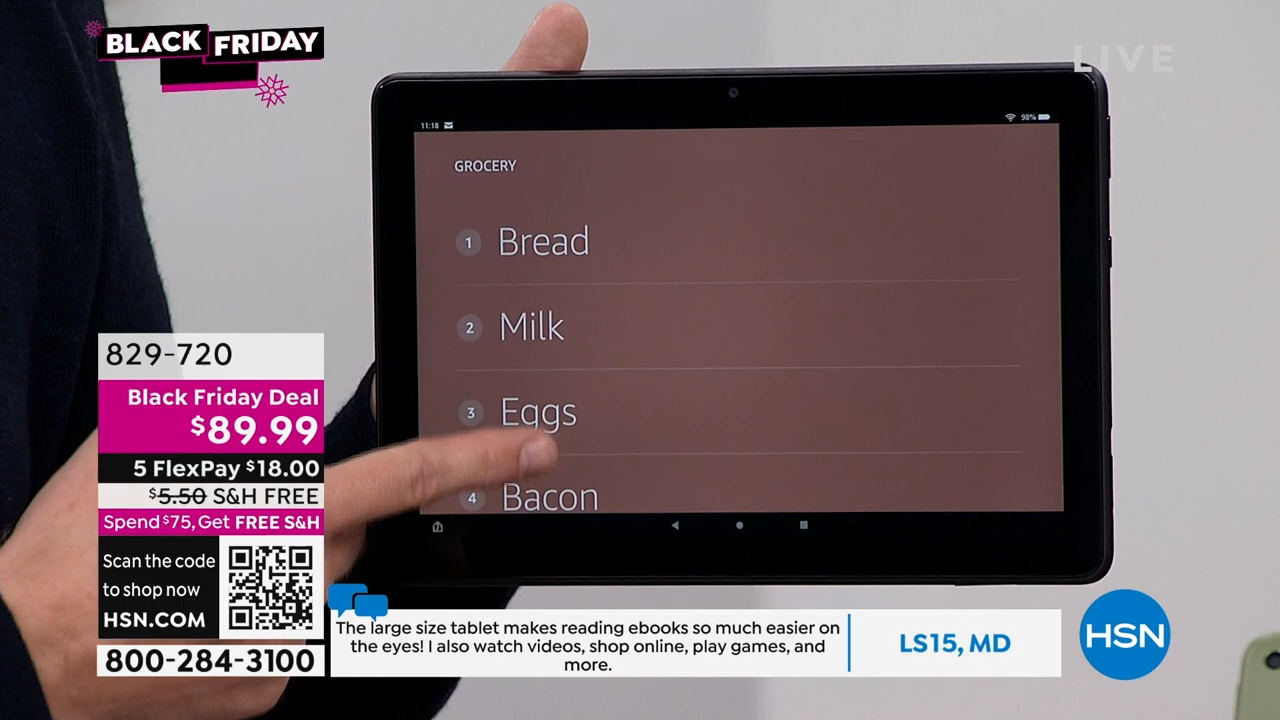 BLACK FRIDAY
LIVE
11:18
98%
GROCERY
1 Bread
2 Milk
3 Eggs
4 Bacon
829-720
Black Friday Deal
$89.99
5 FlexPay $18.00
$5.50 S&H FREE
Spend $75, Get FREE S&H
Scan the code
to shop now
HSN.COM
800-284-3100
The large size tablet makes reading ebooks so much easier on
the eyes! I also watch videos, shop online, play games, and
more.
LS15, MD
HSN